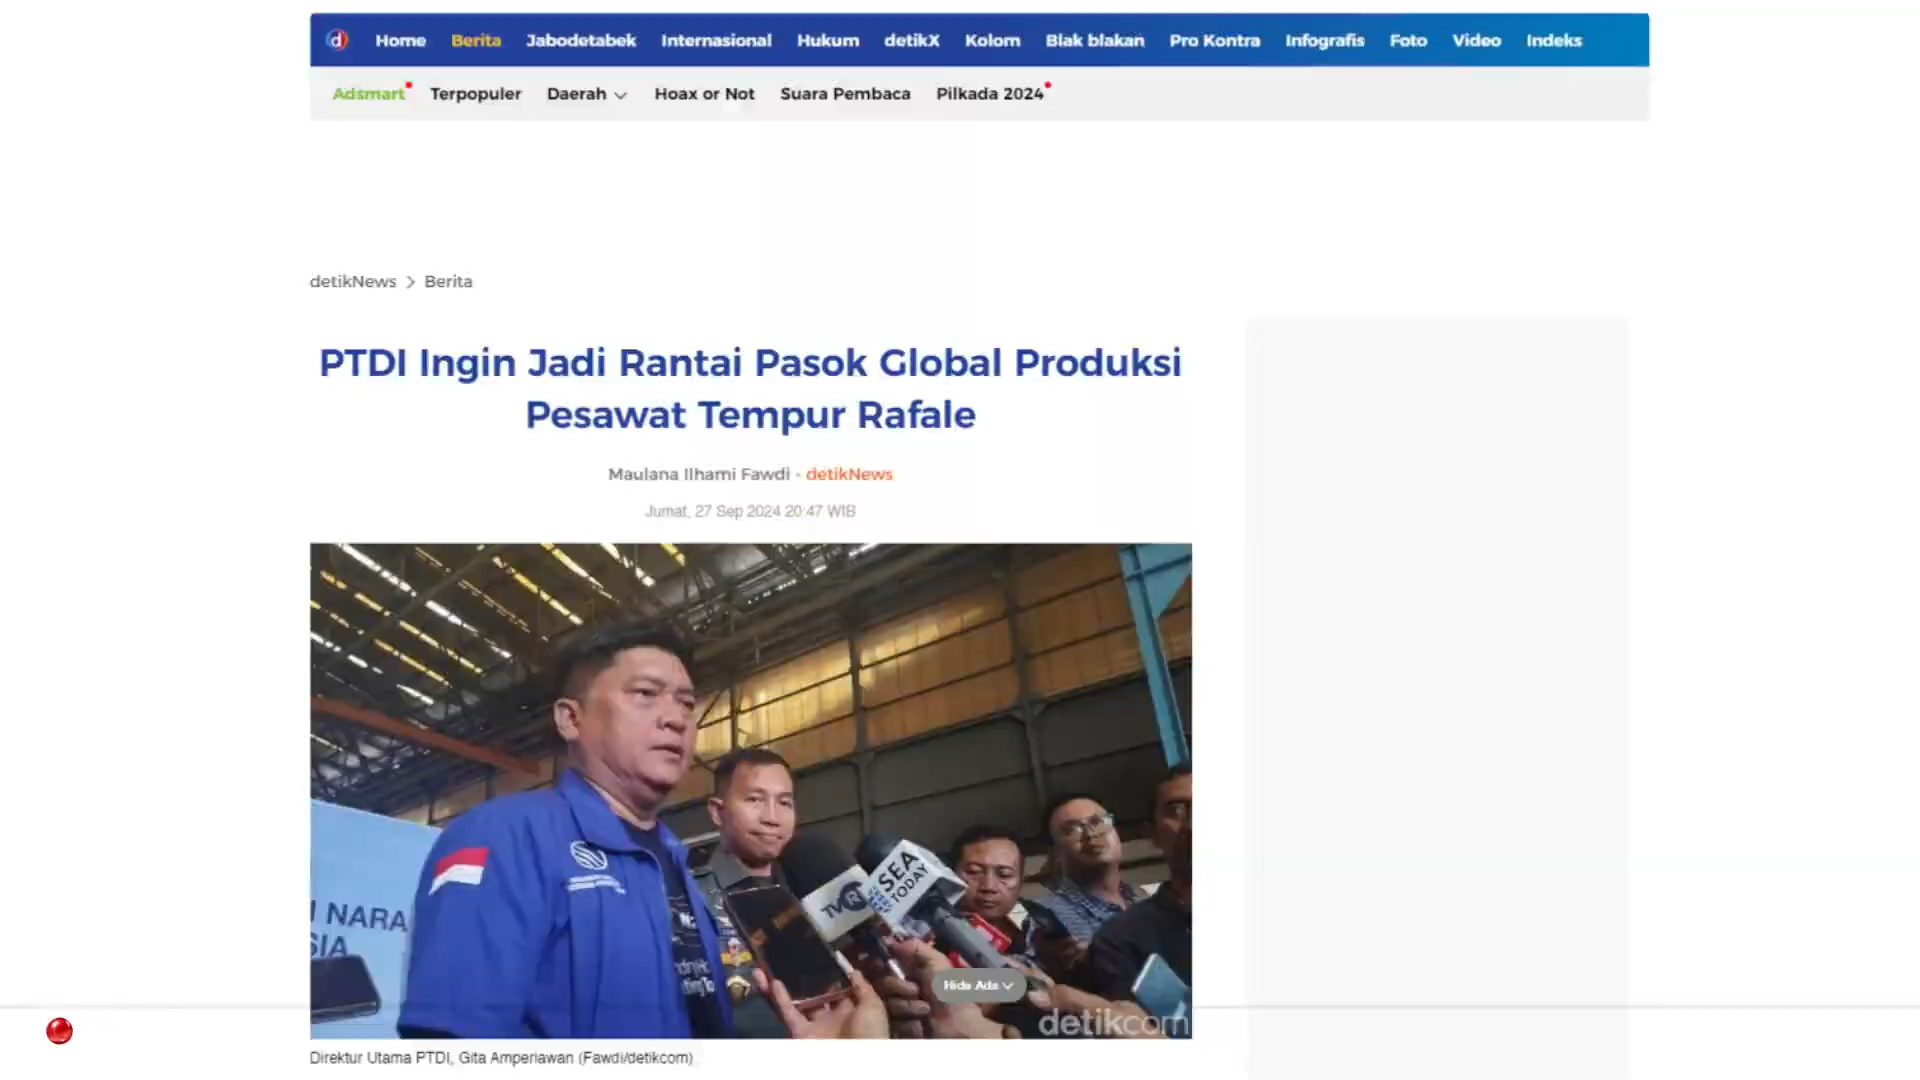 d Home Berita Jabodetabek Internasional Hukum detikX Kolom Blak blakan Pro Kontra Infografis Foto Video Indeks
Adsmart Terpopuler Daerah Hoax or Not Suara Pembaca Pilkada 2024
detikNews > Berita
PTDI Ingin Jadi Rantai Pasok Global Produksi
Pesawat Tempur Rafale
Maulana Ilhami Fawdi - detikNews
Jumat, 27 Sep 2024 20:47 WIB
NARA
SIA
SEA
TODAY
Hide Ads
detikcom
Direktur Utama PTDI, Gita Amperiawan (Fawdi/detikcom)